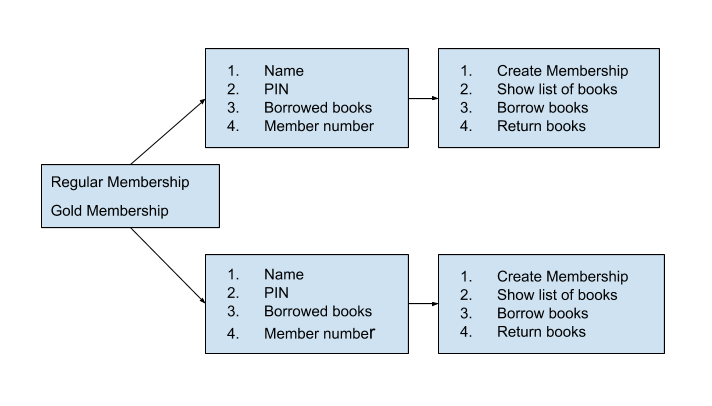 1. Name
2. PIN
3. Borrowed books
4. Member number
1. Create Membership
2. Show list of books
3. Borrow books
4. Return books
Regular Membership
Gold Membership
1. Name
2. PIN
3. Borrowed books
4. Member number
1. Create Membership
2. Show list of books
3. Borrow books
4. Return books